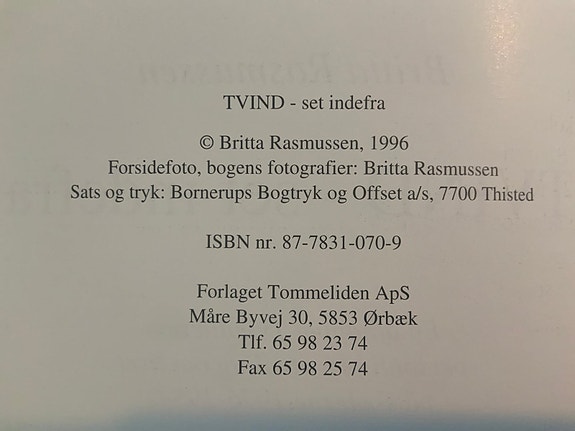 TVIND - set indefra
© Britta Rasmussen, 1996
Forsidefoto, bogens fotografier: Britta Rasmussen
Sats og tryk: Bornerups Bogtryk og Offset a/s, 7700 Thisted
ISBN nr. 87-7831-070-9
Forlaget Tommeliden ApS
Måre Byvej 30, 5853 Ørbæk
Tlf. 65 98 23 74
Fax 65 98 25 74